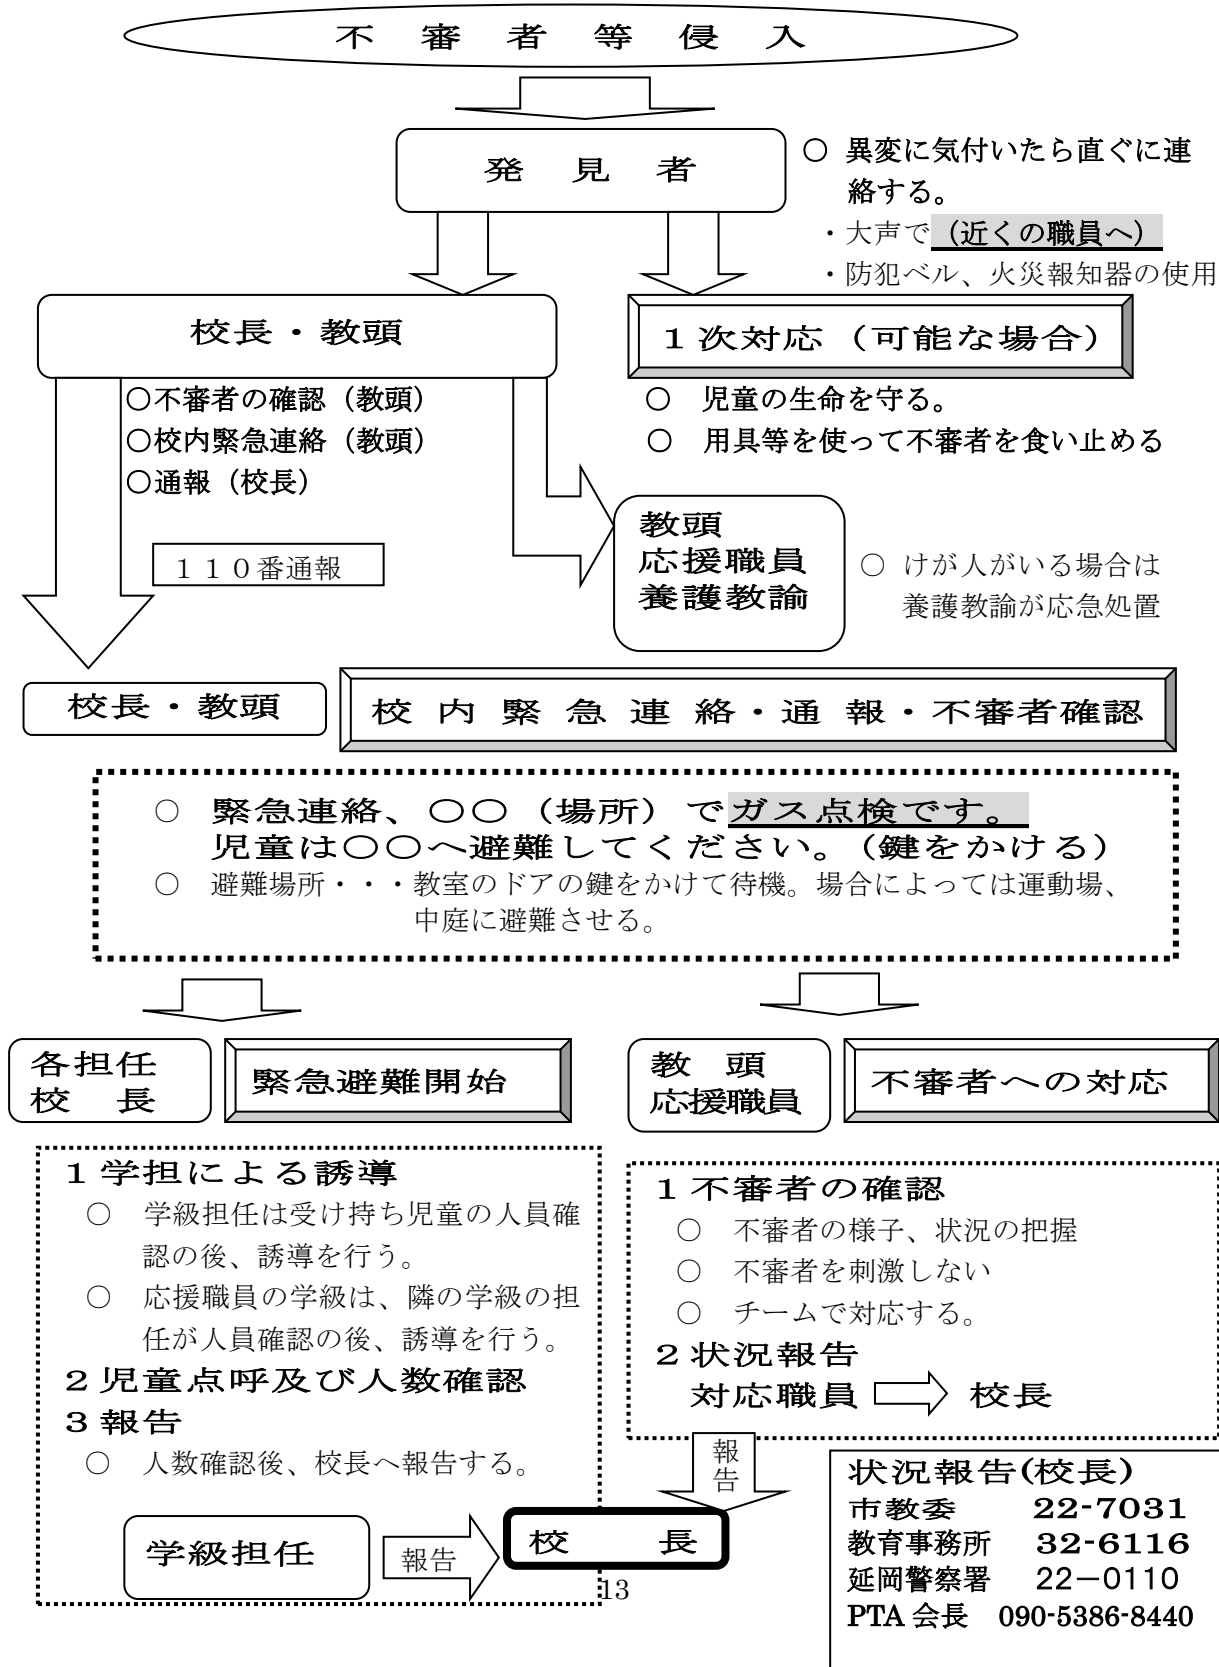 不 審 者 等 侵 入
発 見 者
○ 異変に気付いたら直ぐに連
絡する。
・大声で（近くの職員へ）
・防犯ベル、火災報知器の使用
校長・教頭
１次対応（可能な場合）
○不審者の確認（教頭）
○校内緊急連絡（教頭）
○通報（校長）
○ 児童の生命を守る。
○ 用具等を使って不審者を食い止める
１１０番通報
教頭
応援職員
養護教諭
○ けが人がいる場合は
養護教諭が応急処置
校長・教頭
校 内 緊 急 連 絡・通 報・不審者確認
○ 緊急連絡、○○（場所）でガス点検です。
児童は○○へ避難してください。（鍵をかける）
○ 避難場所・・・教室のドアの鍵をかけて待機。場合によっては運動場、
中庭に避難させる。
各担任
校 長
緊急避難開始
教 頭
応援職員
不審者への対応
１学担による誘導
○ 学級担任は受け持ち児童の人員確
認の後、誘導を行う。
○ 応援職員の学級は、隣の学級の担
任が人員確認の後、誘導を行う。
２児童点呼及び人数確認
３報告
○ 人数確認後、校長へ報告する。
学級担任
報告
校 長
１不審者の確認
○ 不審者の様子、状況の把握
○ 不審者を刺激しない
○ チームで対応する。
２状況報告
対応職員 校長
報
告
状況報告(校長)
市教委 22-7031
教育事務所 32-6116
延岡警察署 22－0110
PTA 会長 090-5386-8440
13